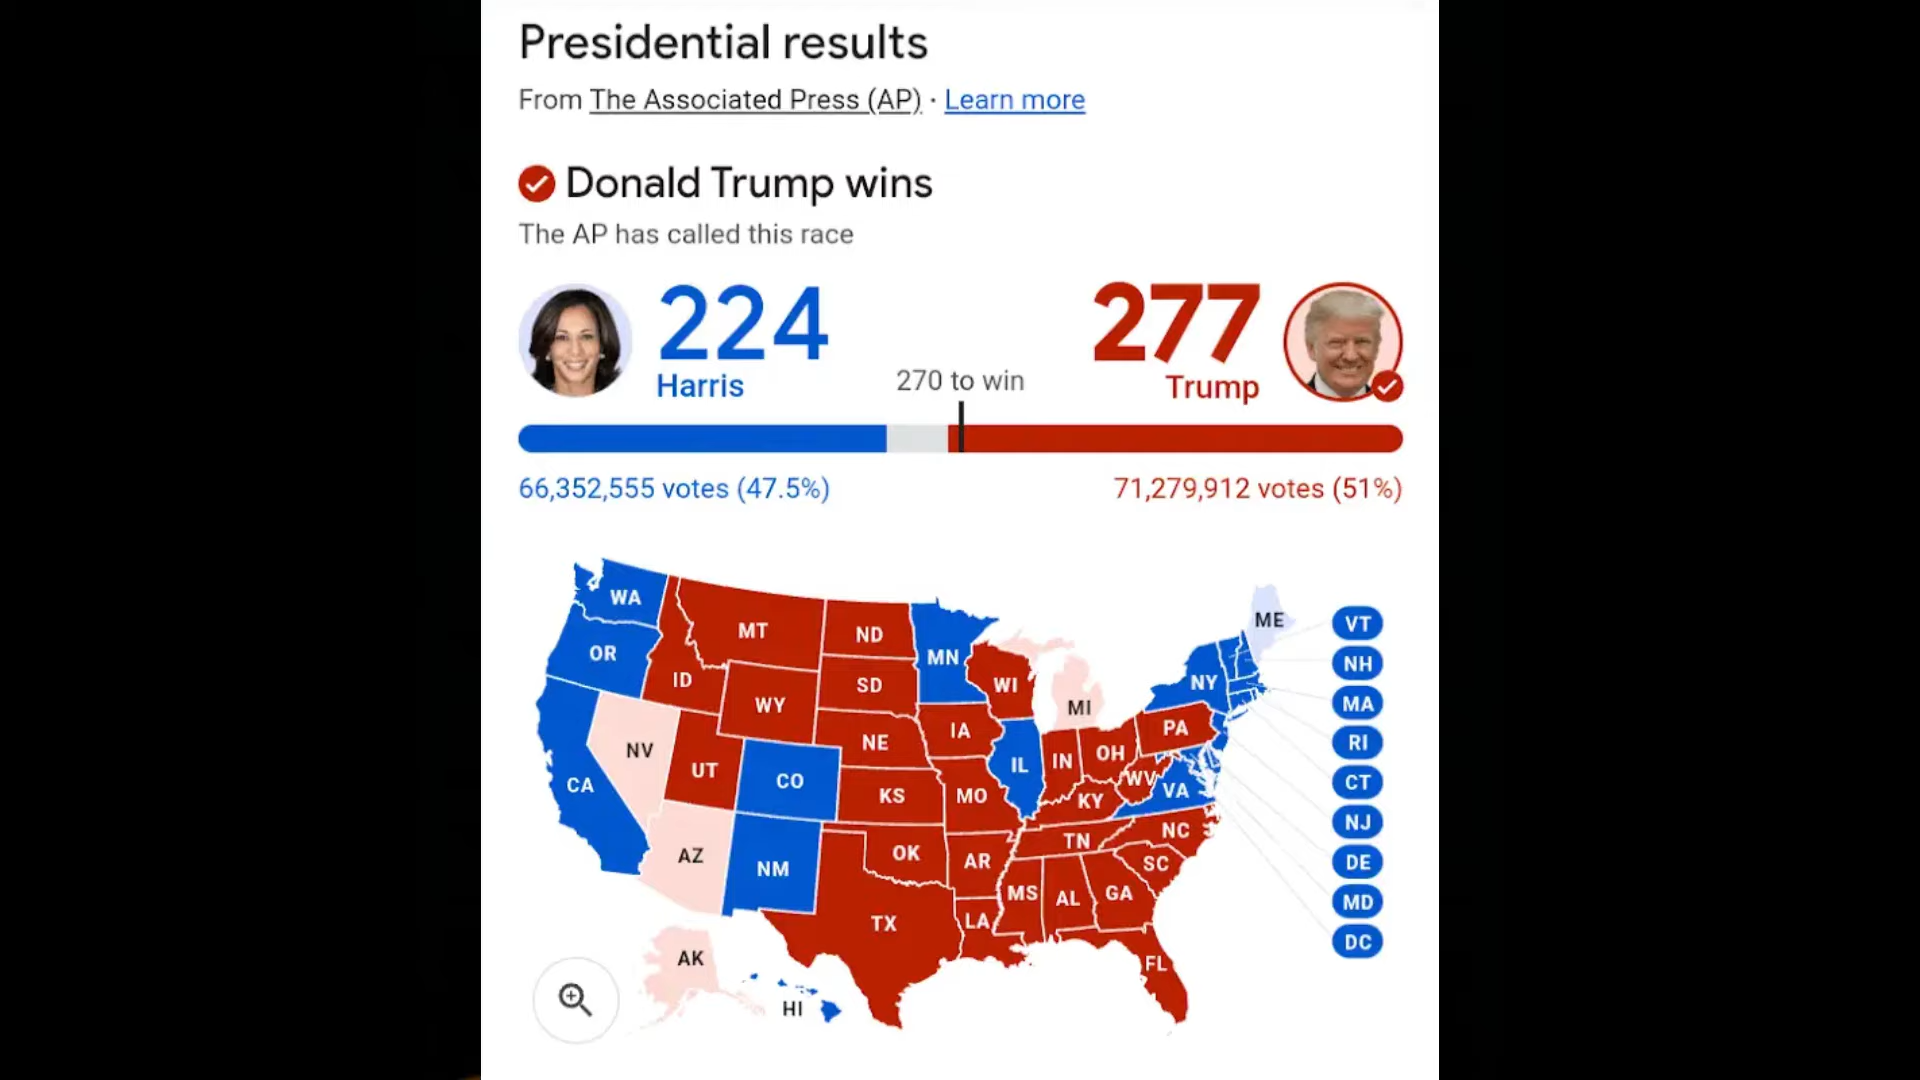 Presidential results
From The Associated Press (AP) · Learn more
Donald Trump wins
The AP has called this race
224
277
Harris
270 to win
Trump
66,352,555 votes (47.5%)
71,279,912 votes (51%)
WA
MT
ND
MN
ME
VT
OR
ID
SD
WI
NY
NH
WY
MI
MA
NV
NE
IA
PA
RI
CA
UT
CO
KS
MO
IL
IN
OH
WV
VA
CT
KY
NJ
AZ
NM
OK
AR
TN
NC
SC
DE
TX
LA
MS
AL
GA
MD
AK
FL
DC
HI